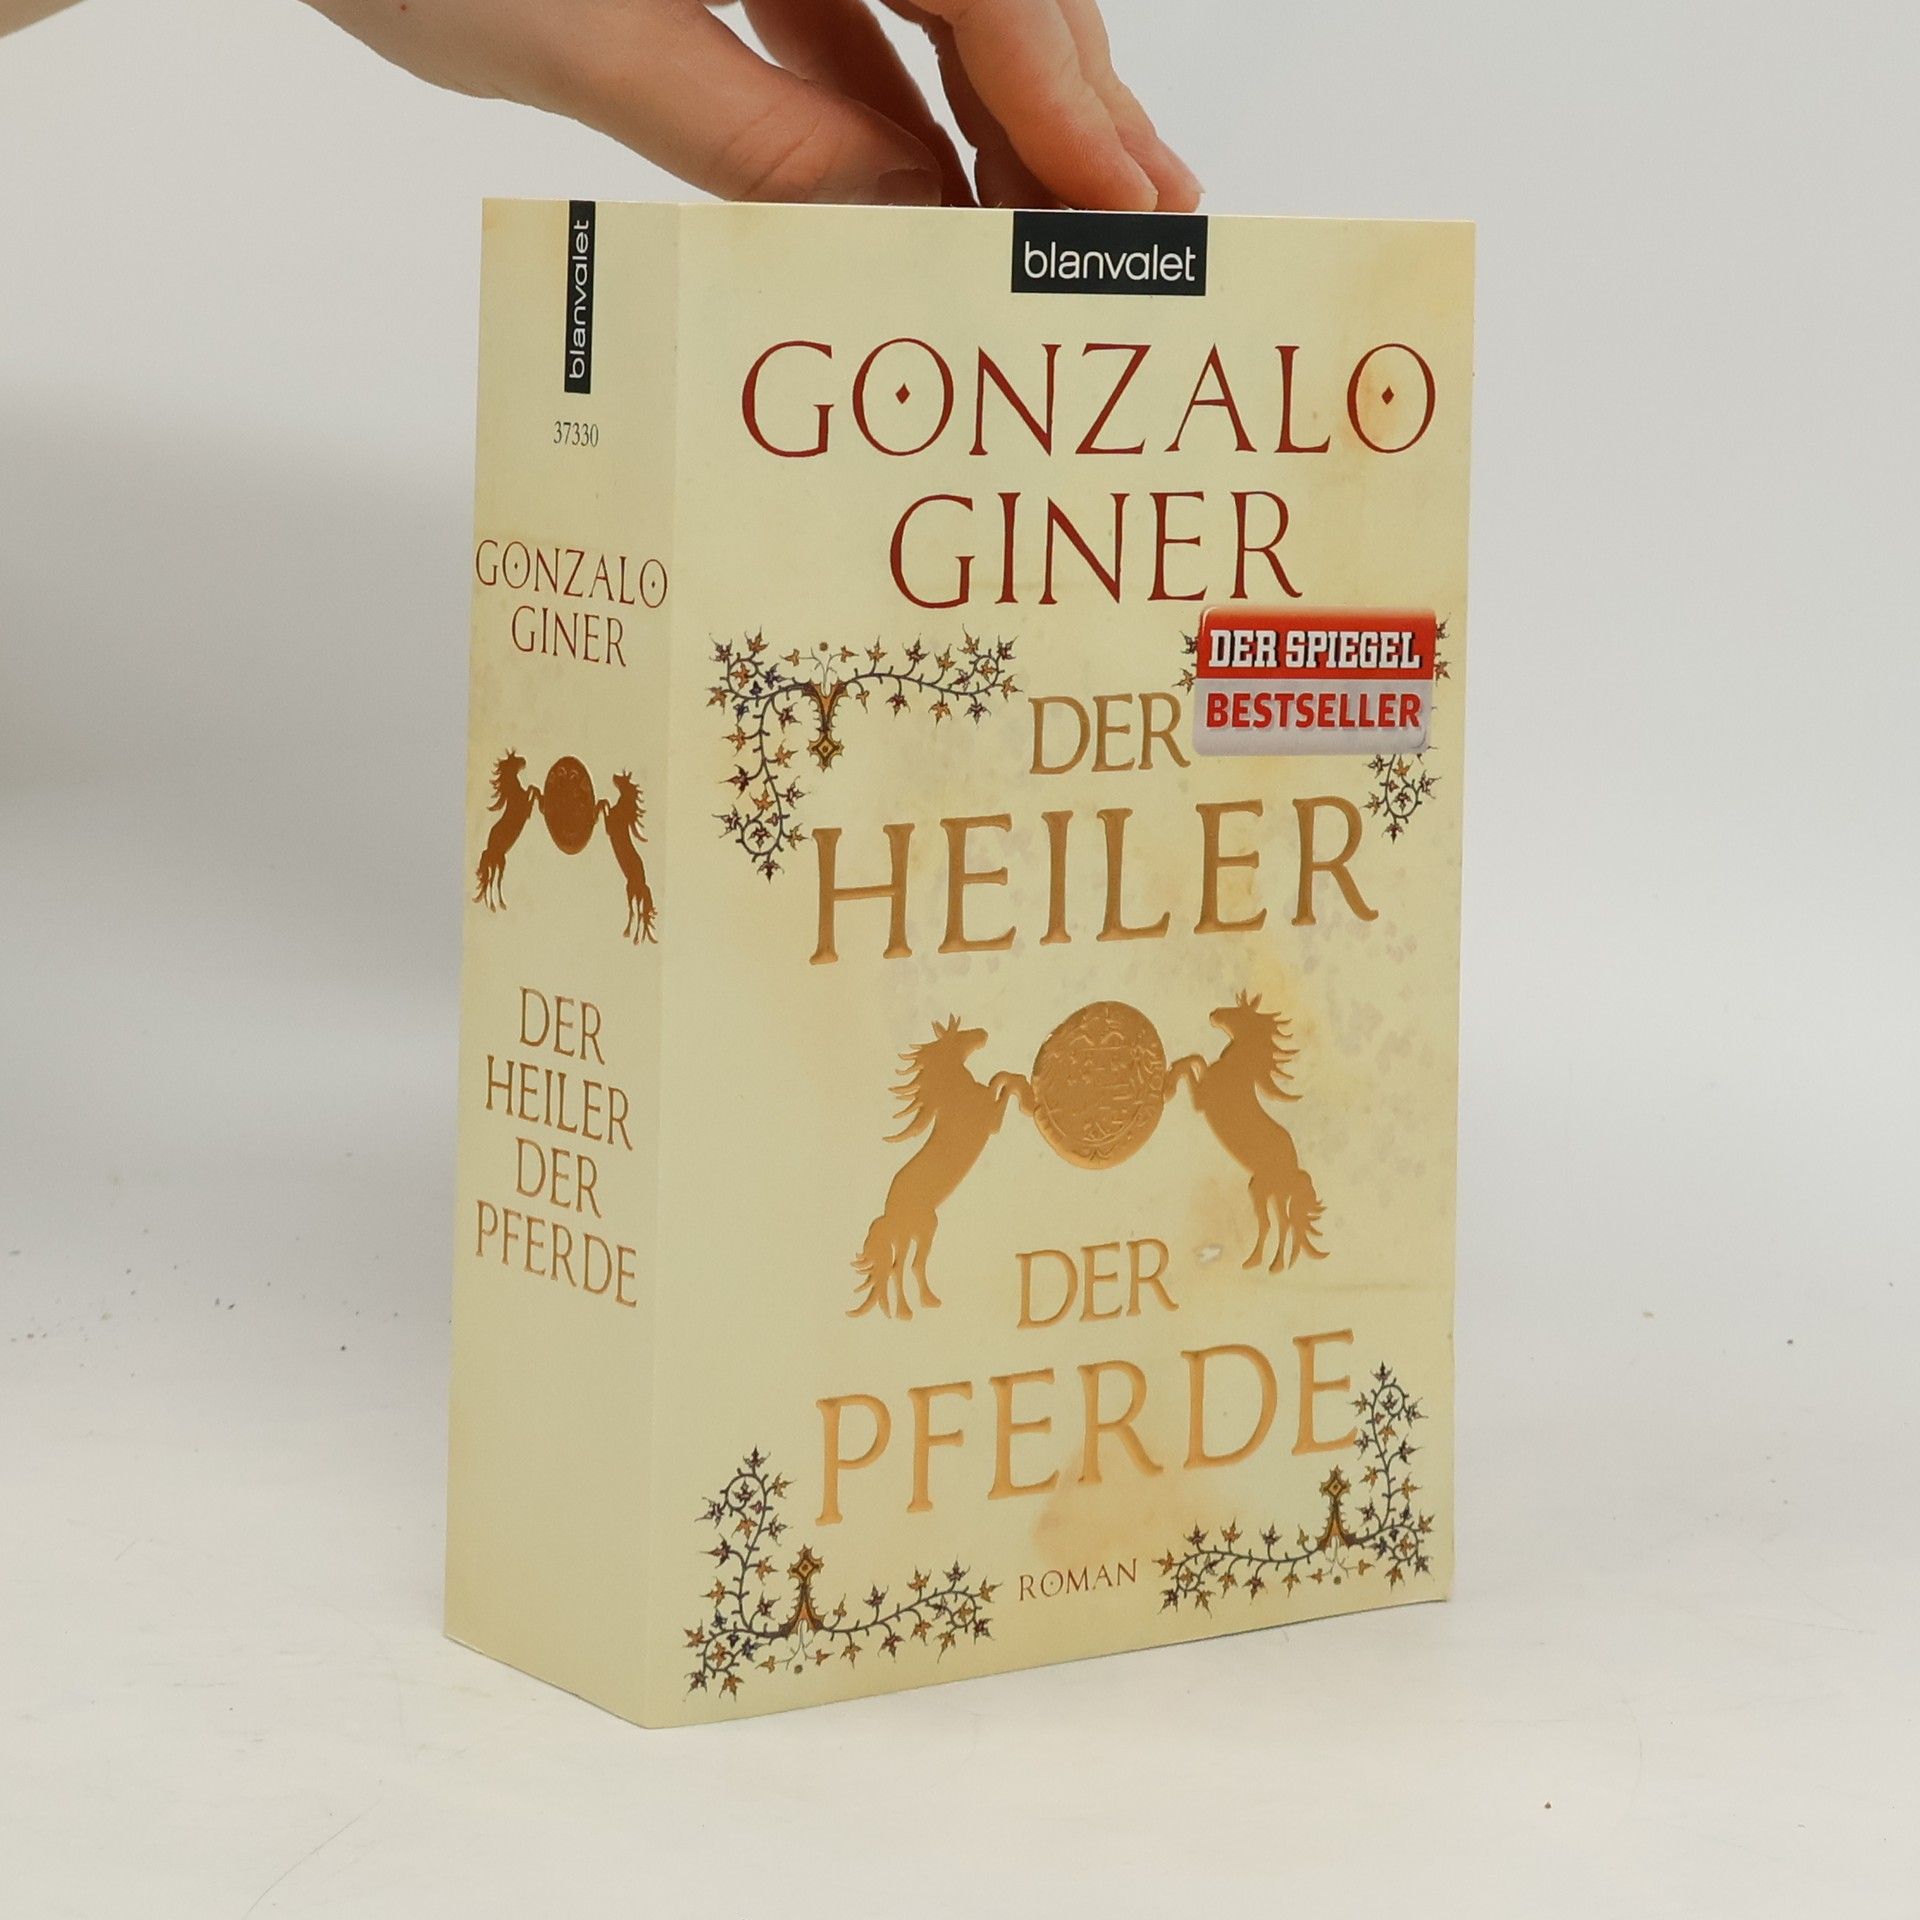 blanvalet
37330
GONZALO
GINER
DER
HEILER
DER
PFERDE
blanvalet
GONZALO
GINER
DER SPIEGEL
BESTSELLER
DER
HEILER
DER
PFERDE
ROMAN